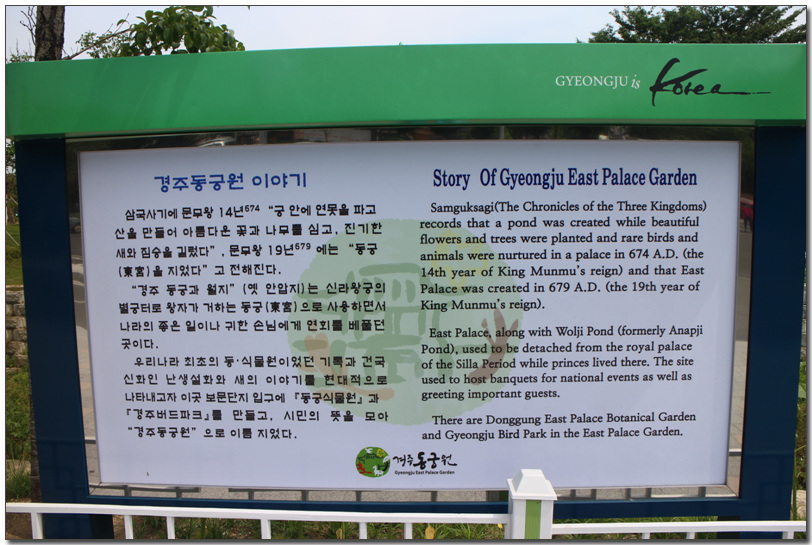 GYEONGJU is Korea
경주동궁원 이야기
삼국사기에 문무왕 14년674 "궁 안에 연못을 파고
산을 만들어 아름다운 꽃과 나무를 심고, 진기한
새와 짐승을 길렀다", 문무왕 19년679 에는 "동궁
(東宮)을 지었다"고 전해진다.
"경주 동궁과 월지"(옛 안압지)는 신라왕궁의
별궁터로 왕자가 거하는 동궁(東宮)으로 사용하면서
나라의 좋은 일이나 귀한 손님에게 연회를 베풀던
곳이다.
우리나라 최초의 동·식물원이었던 기록과 건국
신화인 난생설화와 새의 이야기를 현대적으로
나타내고자 이곳 보문단지 입구에 『동궁식물원』과
『경주버드파크』를 만들고, 시민의 뜻을 모아
"경주동궁원"으로 이름 지었다.
Story Of Gyeongju East Palace Garden
Samguksagi(The Chronicles of the Three Kingdoms)
records that a pond was created while beautiful
flowers and trees were planted and rare birds and
animals were nurtured in a palace in 674 A.D. (the
14th year of King Munmu's reign) and that East
Palace was created in 679 A.D. (the 19th year of
King Munmu's reign).
East Palace, along with Wolji Pond (formerly Anapji
Pond), used to be detached from the royal palace
of the Silla Period while princes lived there. The site
used to host banquets for national events as well as
greeting important guests.
There are Donggung East Palace Botanical Garden
and Gyeongju Bird Park in the East Palace Garden.
경주동궁원
Gyeongju East Palace Garden